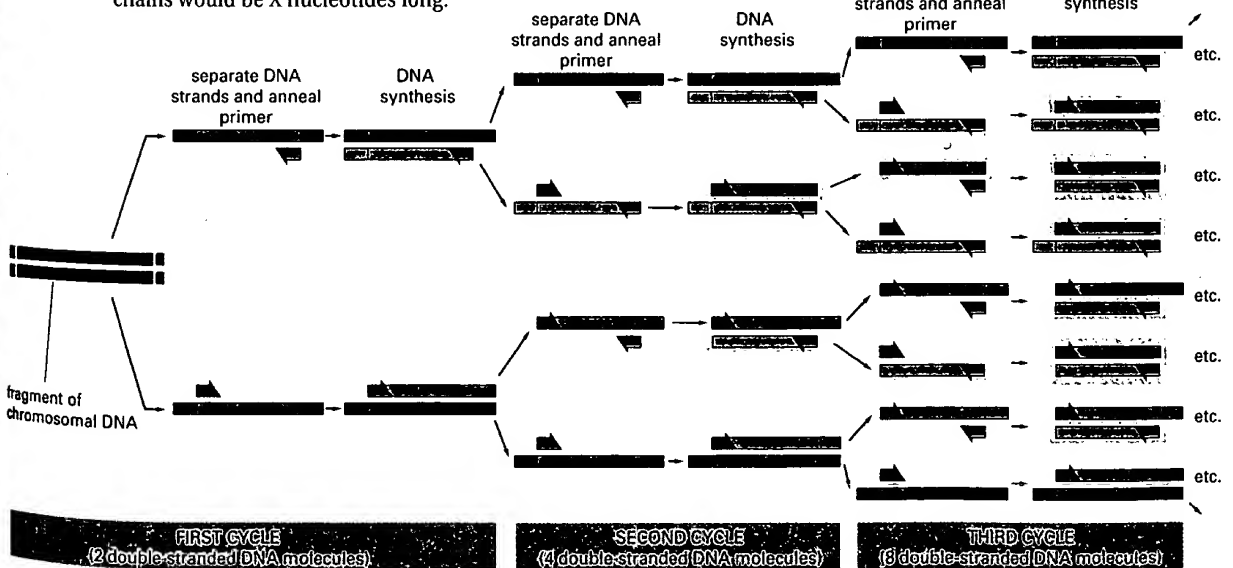 chains would be X nucleotides long.
separate DNA
strands and anneal
primer
DNA
synthesis
separate DNA
strands and anneal
primer
DNA
synthesis
strands and anneal
primer
synthesis
etc.
etc.
etc.
etc.
etc.
etc.
etc.
etc.
fragment of
chromosomal DNA
FIRST CYCLE
(2 double-stranded DNA molecules)
SECOND CYCLE
(4 double-stranded DNA molecules)
THIRD CYCLE
(8 double-stranded DNA molecules)